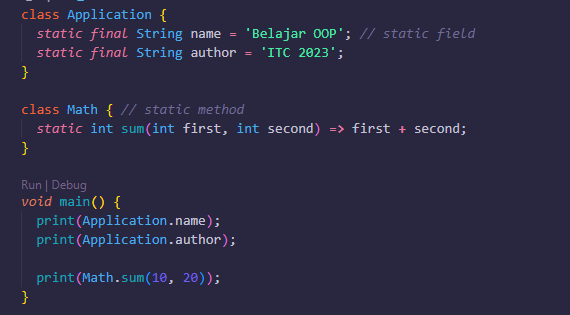 class Application {
  static final String name = 'Belajar OOP'; // static field
  static final String author = 'ITC 2023';
}

class Math { // static method
  static int sum(int first, int second) => first + second;
}

Run | Debug
void main() {
  print(Application.name);
  print(Application.author);

  print(Math.sum(10, 20));
}